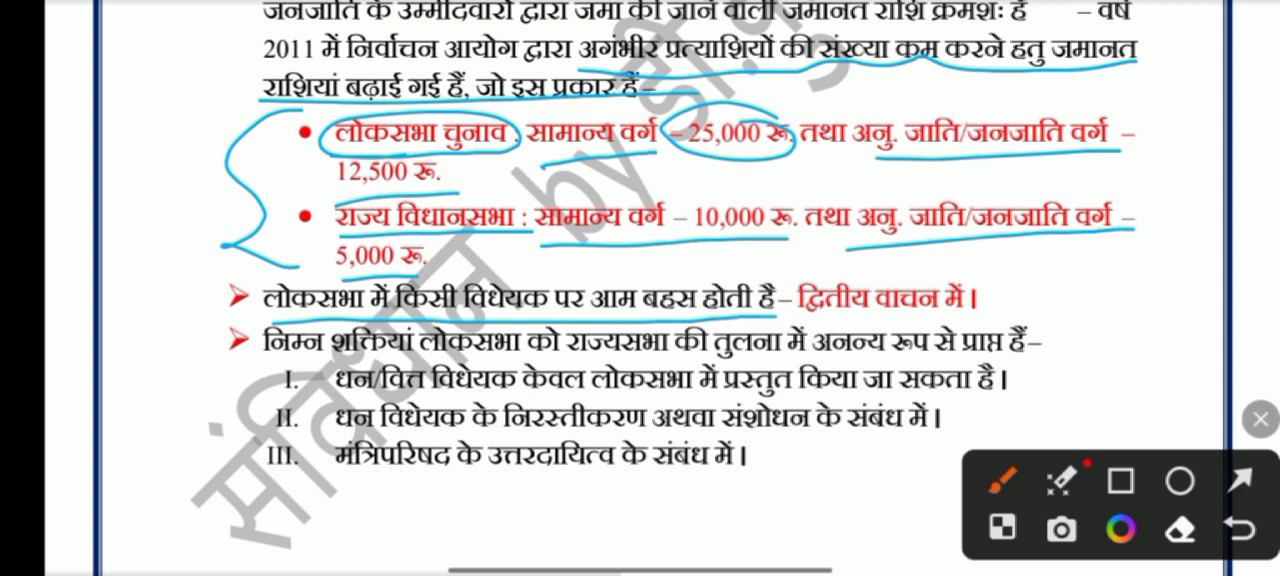 जनजाति के उम्मीदवारों द्वारा जमा की जाने वाली जमानत राशि क्रमशः है – वर्ष
2011 में निर्वाचन आयोग द्वारा अगंभीर प्रत्याशियों की संख्या कम करने हेतु जमानत
राशियां बढ़ाई गई हैं, जो इस प्रकार हैं–
• लोकसभा चुनाव : सामान्य वर्ग – 25,000 रू. तथा अनु. जाति/जनजाति वर्ग –
12,500 रू.
• राज्य विधानसभा : सामान्य वर्ग – 10,000 रू. तथा अनु. जाति/जनजाति वर्ग –
5,000 रू.
➢ लोकसभा में किसी विधेयक पर आम बहस होती है– द्वितीय वाचन में।
➢ निम्न शक्तियां लोकसभा को राज्यसभा की तुलना में अनन्य रूप से प्राप्त हैं–
I. धन/वित्त विधेयक केवल लोकसभा में प्रस्तुत किया जा सकता है।
II. धन विधेयक के निरस्तीकरण अथवा संशोधन के संबंध में।
III. मंत्रिपरिषद के उत्तरदायित्व के संबंध में।
संविधान by डॉ.